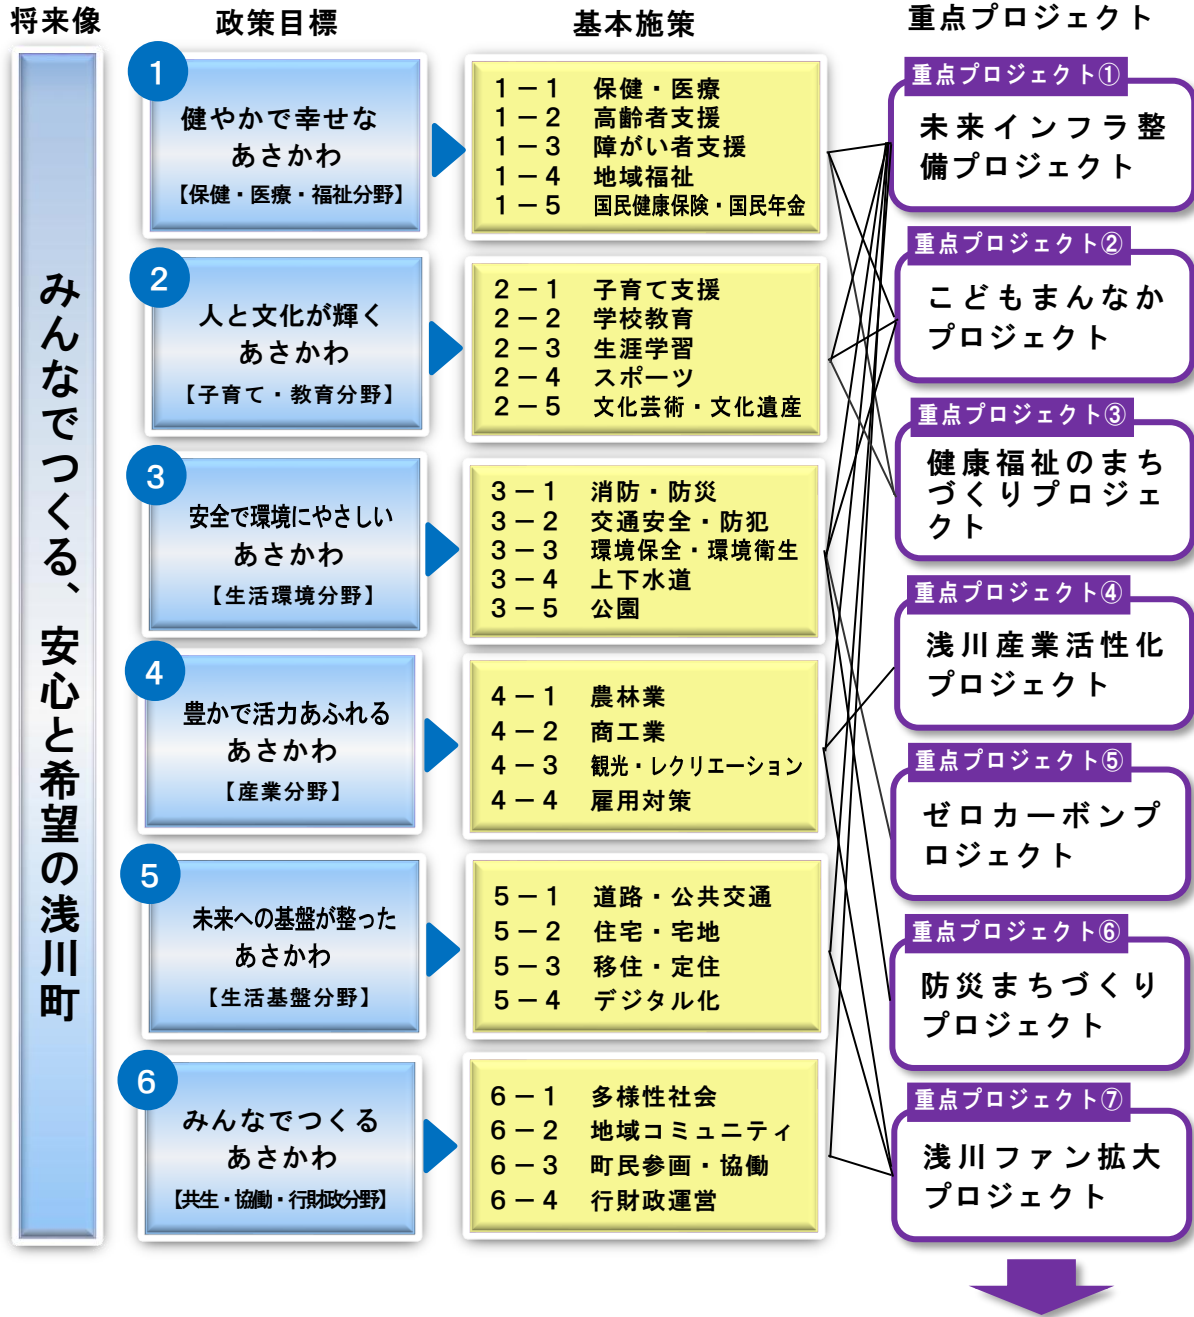 将来像
政策目標
基本施策
重点プロジェクト
みんなでつくる、安心と希望の浅川町
1
健やかで幸せな
あさかわ
【保健・医療・福祉分野】
1－1 保健・医療
1－2 高齢者支援
1－3 障がい者支援
1－4 地域福祉
1－5 国民健康保険・国民年金
2
人と文化が輝く
あさかわ
【子育て・教育分野】
2－1 子育て支援
2－2 学校教育
2－3 生涯学習
2－4 スポーツ
2－5 文化芸術・文化遺産
3
安全で環境にやさしい
あさかわ
【生活環境分野】
3－1 消防・防災
3－2 交通安全・防犯
3－3 環境保全・環境衛生
3－4 上下水道
3－5 公園
4
豊かで活力あふれる
あさかわ
【産業分野】
4－1 農林業
4－2 商工業
4－3 観光・レクリエーション
4－4 雇用対策
5
未来への基盤が整った
あさかわ
【生活基盤分野】
5－1 道路・公共交通
5－2 住宅・宅地
5－3 移住・定住
5－4 デジタル化
6
みんなでつくる
あさかわ
【共生・協働・行財政分野】
6－1 多様性社会
6－2 地域コミュニティ
6－3 町民参画・協働
6－4 行財政運営
重点プロジェクト①
未来インフラ整
備プロジェクト
重点プロジェクト②
こどもまんなか
プロジェクト
重点プロジェクト③
健康福祉のまち
づくりプロジェ
クト
重点プロジェクト④
浅川産業活性化
プロジェクト
重点プロジェクト⑤
ゼロカーボンプ
ロジェクト
重点プロジェクト⑥
防災まちづくり
プロジェクト
重点プロジェクト⑦
浅川ファン拡大
プロジェクト